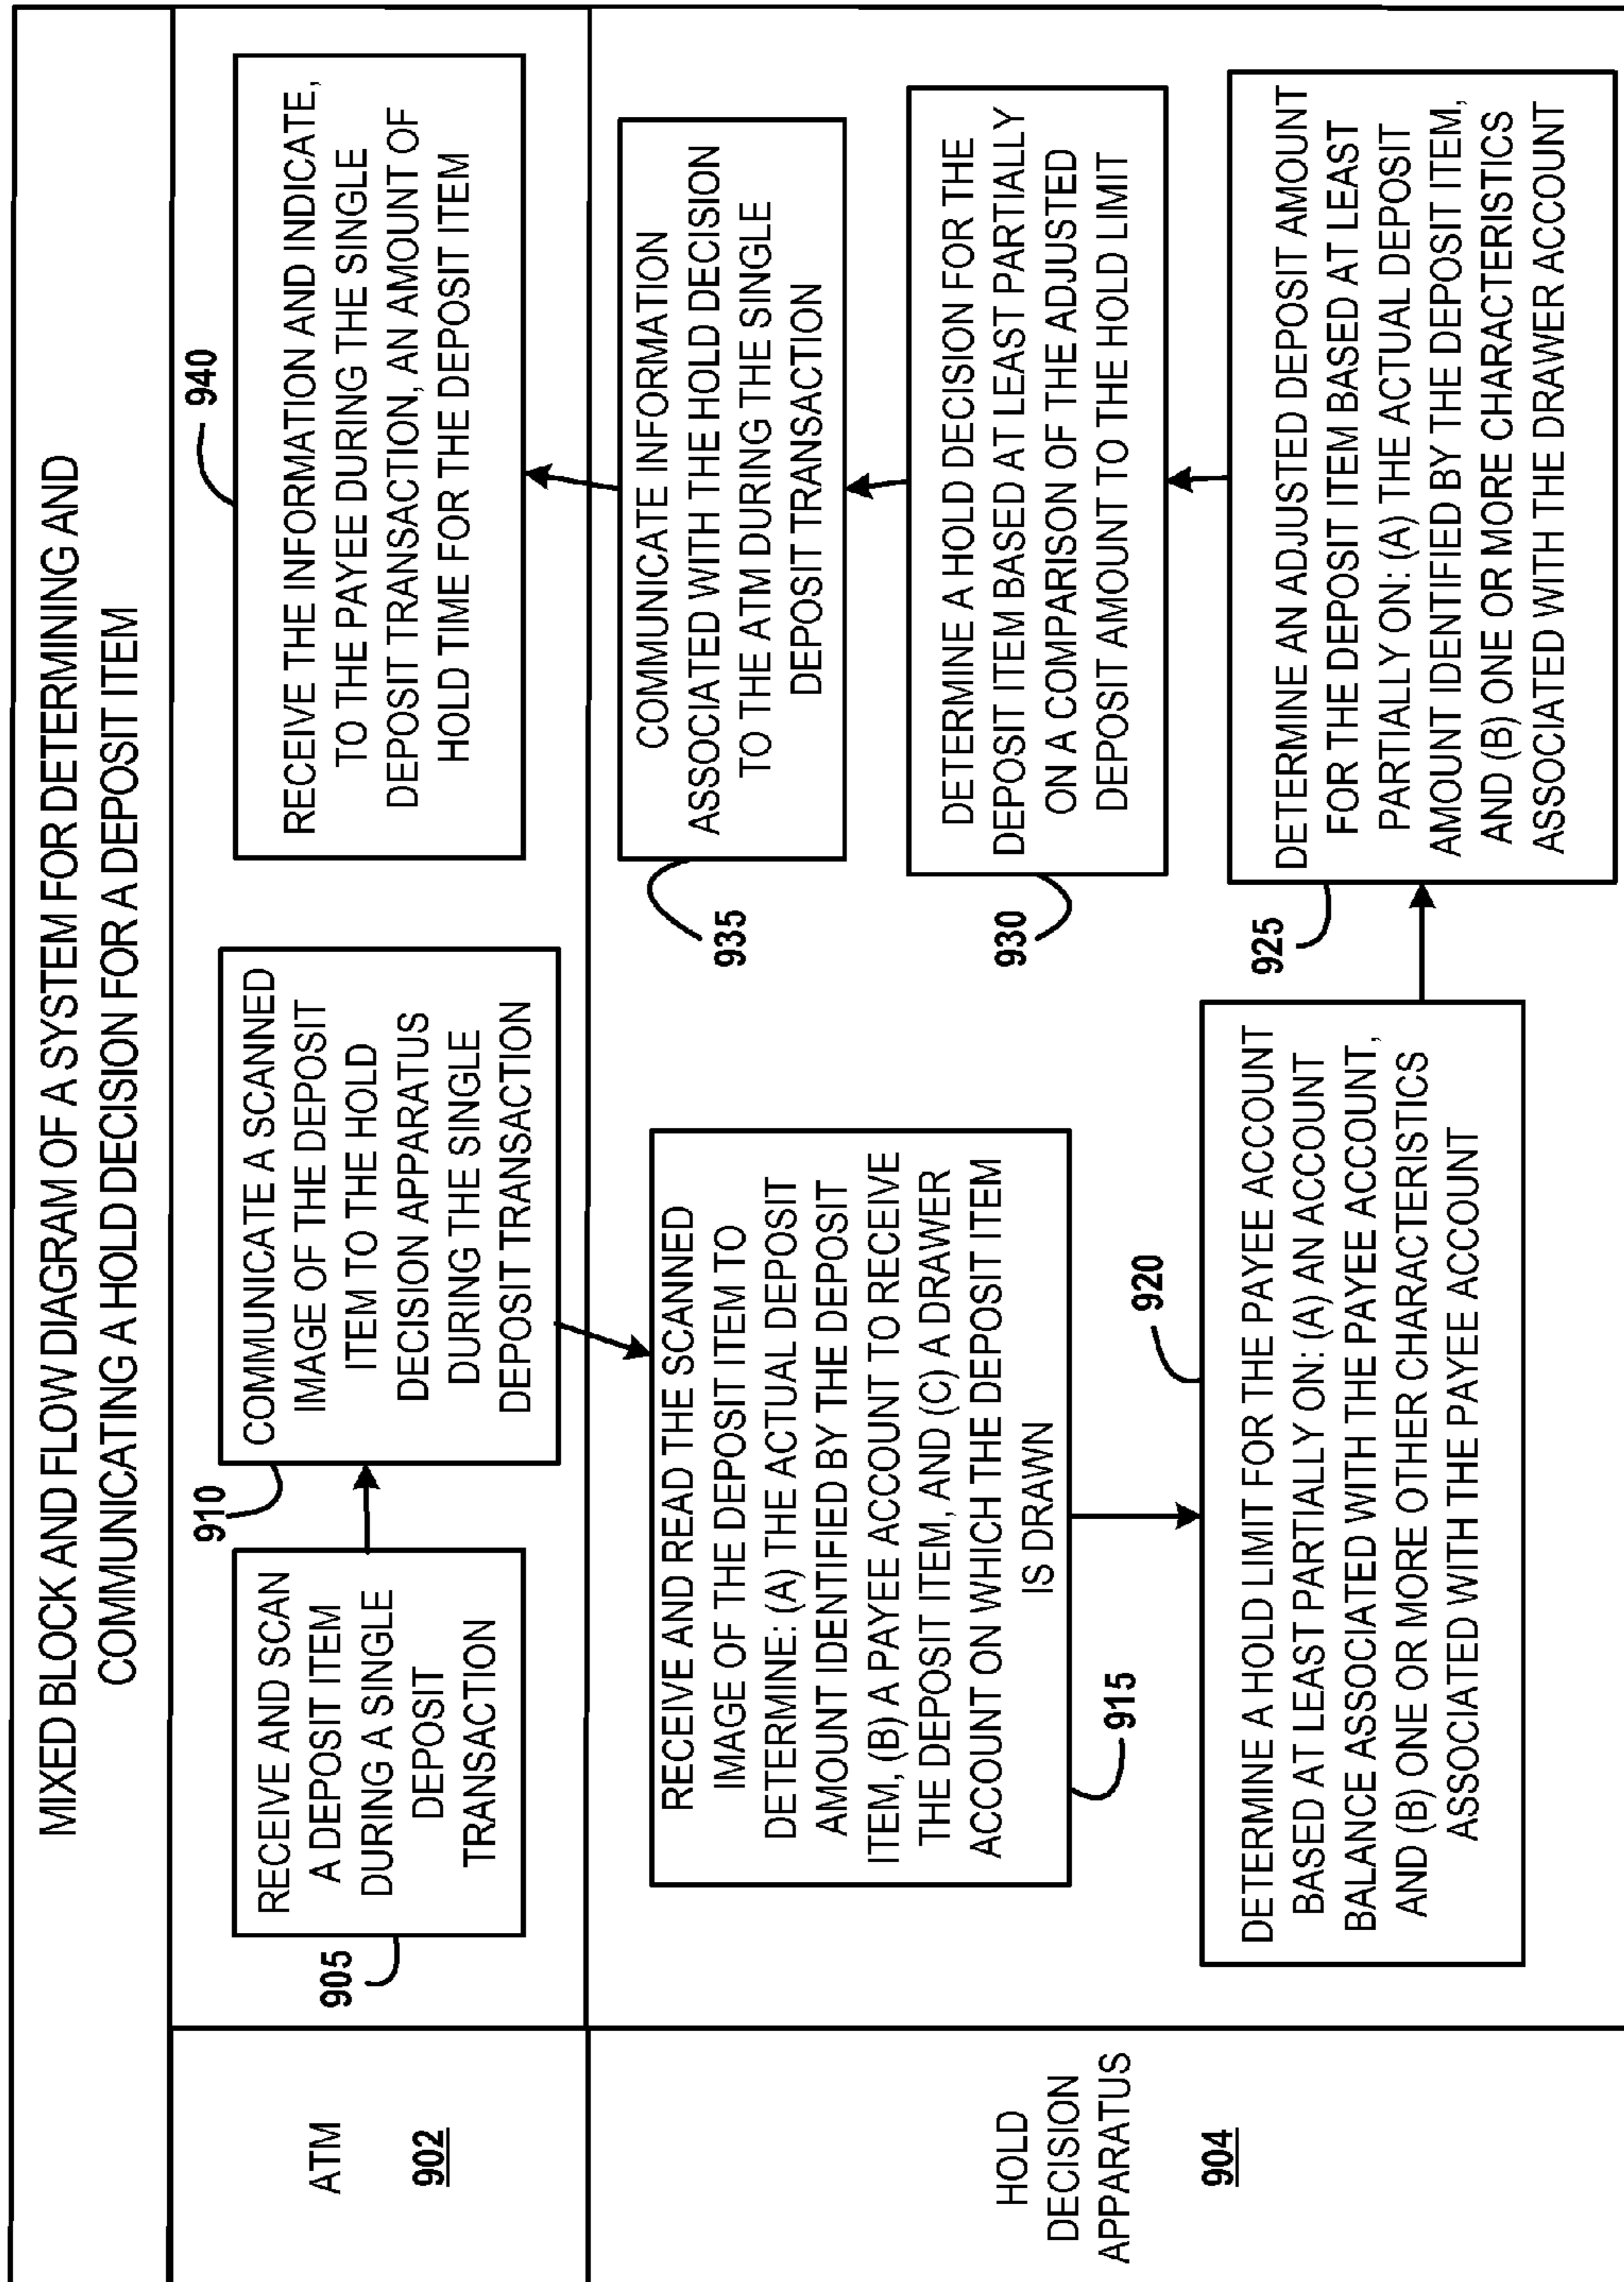 MIXED BLOCK AND FLOW DIAGRAM OF A SYSTEM FOR DETERMINING AND
COMMUNICATING A HOLD DECISION FOR A DEPOSIT ITEM
ATM
902
905
RECEIVE AND SCAN
A DEPOSIT ITEM
DURING A SINGLE
DEPOSIT
TRANSACTION
910
COMMUNICATE A SCANNED
IMAGE OF THE DEPOSIT
ITEM TO THE HOLD
DECISION APPARATUS
DURING THE SINGLE
DEPOSIT TRANSACTION
940
RECEIVE THE INFORMATION AND INDICATE,
TO THE PAYEE DURING THE SINGLE
DEPOSIT TRANSACTION, AN AMOUNT OF
HOLD TIME FOR THE DEPOSIT ITEM
HOLD
DECISION
APPARATUS
904
RECEIVE AND READ THE SCANNED
IMAGE OF THE DEPOSIT ITEM TO
DETERMINE: (A) THE ACTUAL DEPOSIT
AMOUNT IDENTIFIED BY THE DEPOSIT
ITEM, (B) A PAYEE ACCOUNT TO RECEIVE
THE DEPOSIT ITEM, AND (C) A DRAWER
ACCOUNT ON WHICH THE DEPOSIT ITEM
IS DRAWN
915
920
DETERMINE A HOLD LIMIT FOR THE PAYEE ACCOUNT
BASED AT LEAST PARTIALLY ON: (A) AN ACCOUNT
BALANCE ASSOCIATED WITH THE PAYEE ACCOUNT,
AND (B) ONE OR MORE OTHER CHARACTERISTICS
ASSOCIATED WITH THE PAYEE ACCOUNT
925
DETERMINE AN ADJUSTED DEPOSIT AMOUNT
FOR THE DEPOSIT ITEM BASED AT LEAST
PARTIALLY ON: (A) THE ACTUAL DEPOSIT
AMOUNT IDENTIFIED BY THE DEPOSIT ITEM,
AND (B) ONE OR MORE CHARACTERISTICS
ASSOCIATED WITH THE DRAWER ACCOUNT
930
DETERMINE A HOLD DECISION FOR THE
DEPOSIT ITEM BASED AT LEAST PARTIALLY
ON A COMPARISON OF THE ADJUSTED
DEPOSIT AMOUNT TO THE HOLD LIMIT
935
COMMUNICATE INFORMATION
ASSOCIATED WITH THE HOLD DECISION
TO THE ATM DURING THE SINGLE
DEPOSIT TRANSACTION